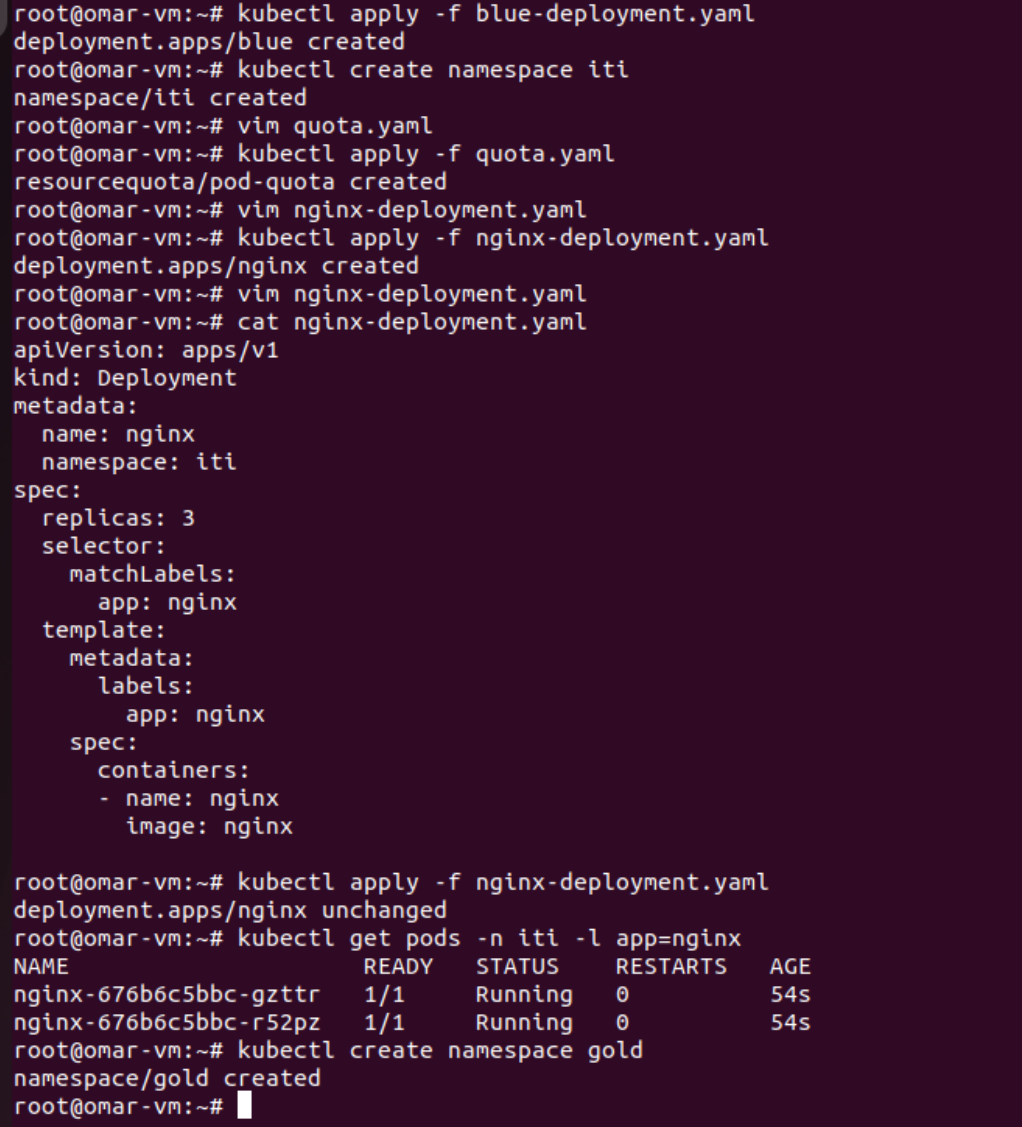 root@omar-vm:~# kubectl apply -f blue-deployment.yaml
deployment.apps/blue created
root@omar-vm:~# kubectl create namespace iti
namespace/iti created
root@omar-vm:~# vim quota.yaml
root@omar-vm:~# kubectl apply -f quota.yaml
resourcequota/pod-quota created
root@omar-vm:~# vim nginx-deployment.yaml
root@omar-vm:~# kubectl apply -f nginx-deployment.yaml
deployment.apps/nginx created
root@omar-vm:~# vim nginx-deployment.yaml
root@omar-vm:~# cat nginx-deployment.yaml
apiVersion: apps/v1
kind: Deployment
metadata:
  name: nginx
  namespace: iti
spec:
  replicas: 3
  selector:
    matchLabels:
      app: nginx
  template:
    metadata:
      labels:
        app: nginx
    spec:
      containers:
      - name: nginx
        image: nginx

root@omar-vm:~# kubectl apply -f nginx-deployment.yaml
deployment.apps/nginx unchanged
root@omar-vm:~# kubectl get pods -n iti -l app=nginx
NAME                     READY   STATUS    RESTARTS   AGE
nginx-676b6c5bbc-gzttr   1/1     Running   0          54s
nginx-676b6c5bbc-r52pz   1/1     Running   0          54s
root@omar-vm:~# kubectl create namespace gold
namespace/gold created
root@omar-vm:~#